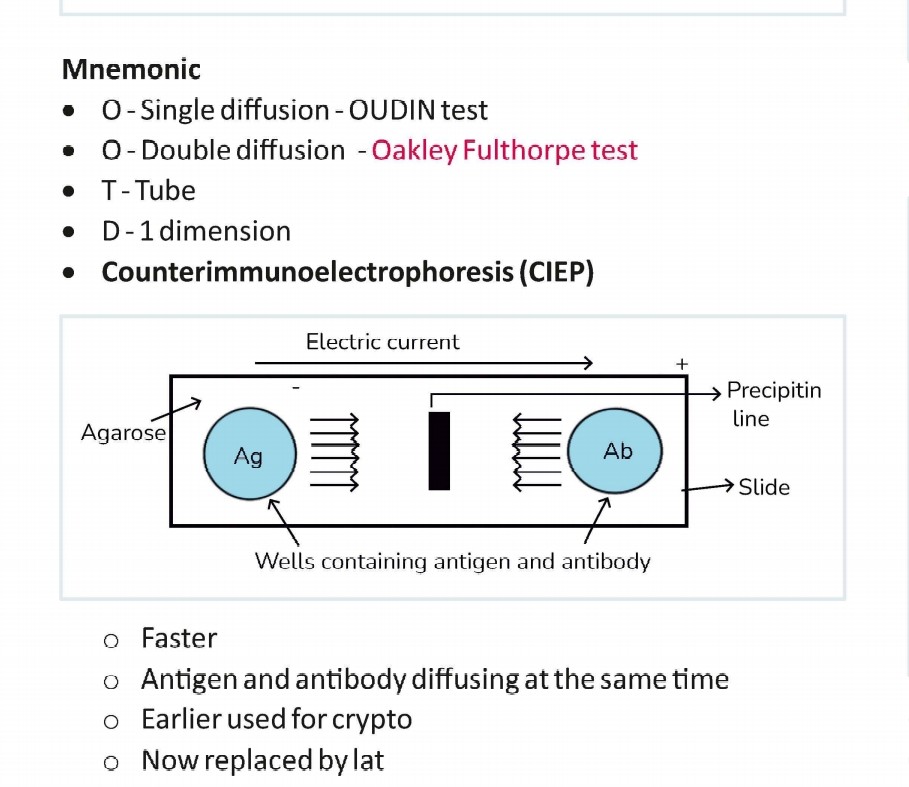 Mnemonic
• O - Single diffusion - OUDIN test
• O - Double diffusion - Oakley Fulthorpe test
• T - Tube
• D - 1 dimension
• Counterimmunoelectrophoresis (CIEP)
Electric current
+
-
Precipitin
line
Agarose
Ag
Ab
Slide
Wells containing antigen and antibody
o Faster
o Antigen and antibody diffusing at the same time
o Earlier used for crypto
o Now replaced by lat